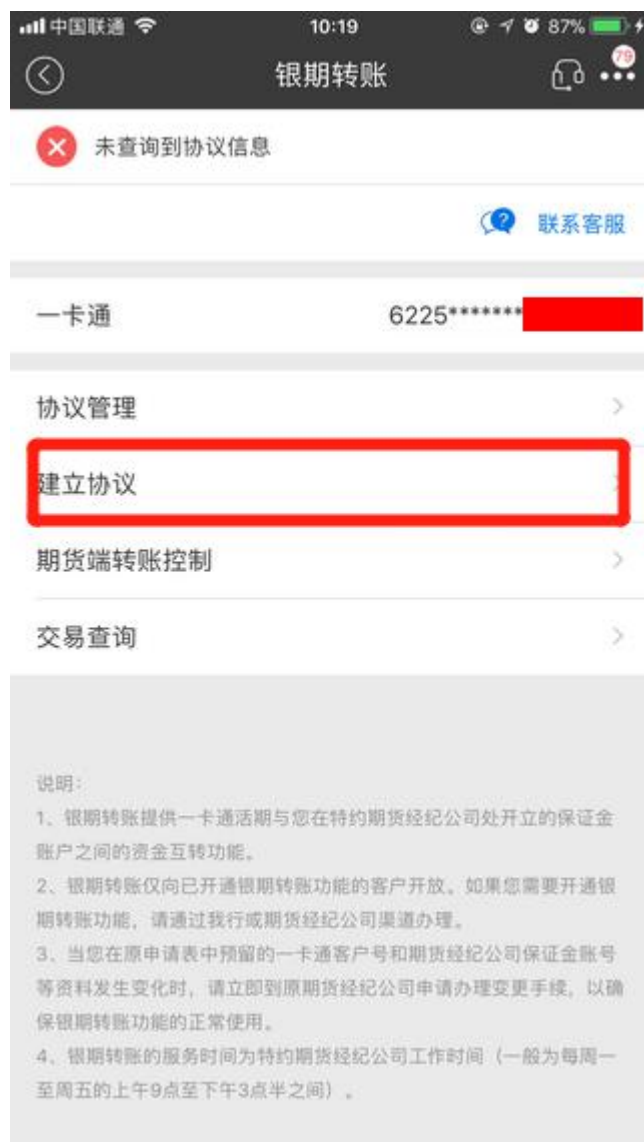 中国联通 10:19 87%
银期转账 79
未查询到协议信息
联系客服
一卡通 6225*******
协议管理
建立协议
期货端转账控制
交易查询
说明：
1、银期转账提供一卡通活期与您在特约期货经纪公司处开立的保证金
账户之间的资金互转功能。
2、银期转账仅向已开通银期转账功能的客户开放。如果您需要开通银
期转账功能，请通过我行或期货经纪公司渠道办理。
3、当您在原申请表中预留的一卡通客户号和期货经纪公司保证金账号
等资料发生变化时，请立即到原期货经纪公司申请办理变更手续，以确
保银期转账功能的正常使用。
4、银期转账的服务时间为特约期货经纪公司工作时间（一般为每周一
至周五的上午9点至下午3点半之间）。